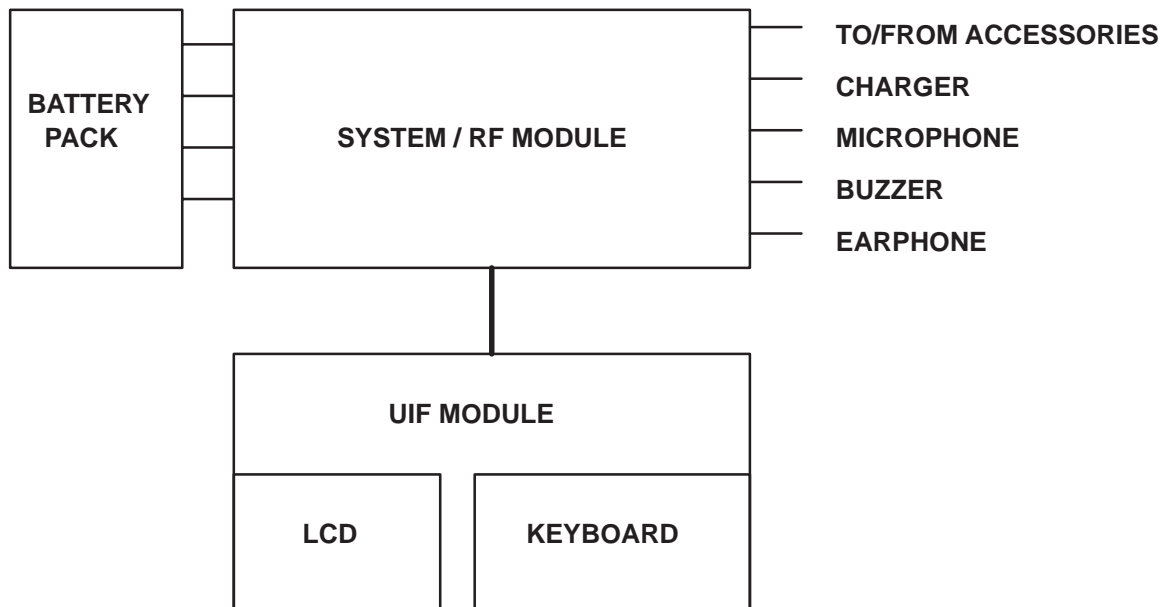 BATTERY
PACK
SYSTEM / RF MODULE
TO/FROM ACCESSORIES
CHARGER
MICROPHONE
BUZZER
EARPHONE
UIF MODULE
LCD
KEYBOARD